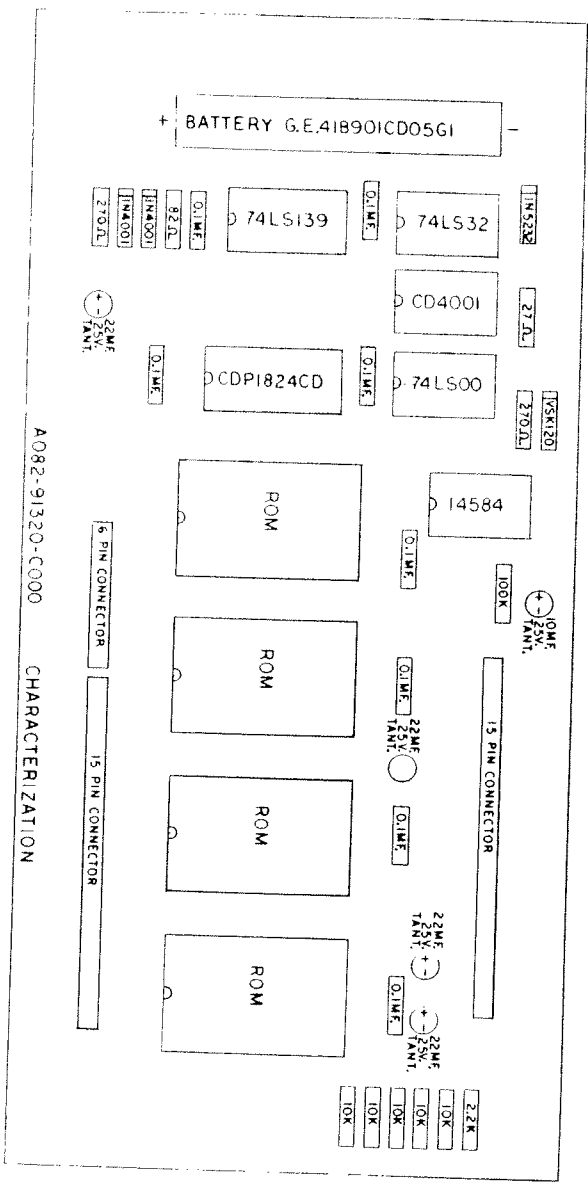 + BATTERY G.E.418901CD05G1 -
270Ω
1N4001
1N4001
82Ω
0.1MF.
74LS139
0.1MF.
74LS32
1N5232
CD4001
27Ω
+ -
22MF.
25V.
TANT.
0.1MF.
CDP1824CD
0.1MF.
74LS00
270Ω
VSK120
ROM
14584
0.1MF.
100K
+ -
10MF.
25V.
TANT.
6 PIN CONNECTOR
ROM
0.1MF.
22MF.
25V.
TANT.
15 PIN CONNECTOR
15 PIN CONNECTOR
ROM
0.1MF.
22MF.
25V.
TANT.
+ -
ROM
0.1MF.
+ -
22MF.
25V.
TANT.
10K
10K
10K
10K
10K
2.2K
A082-91320-C000 CHARACTERIZATION